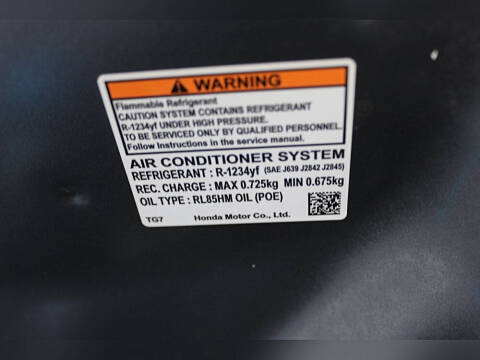 WARNING
Flammable Refrigerant
CAUTION SYSTEM CONTAINS REFRIGERANT
R-1234yf UNDER HIGH PRESSURE.
TO BE SERVICED ONLY BY QUALIFIED PERSONNEL.
Follow Instructions in the service manual.
AIR CONDITIONER SYSTEM
REFRIGERANT : R-1234yf (SAE J639 J2842 J2845)
REC. CHARGE : MAX 0.725kg MIN 0.675kg
OIL TYPE : RL85HM OIL (POE)
TG7 Honda Motor Co., Ltd.